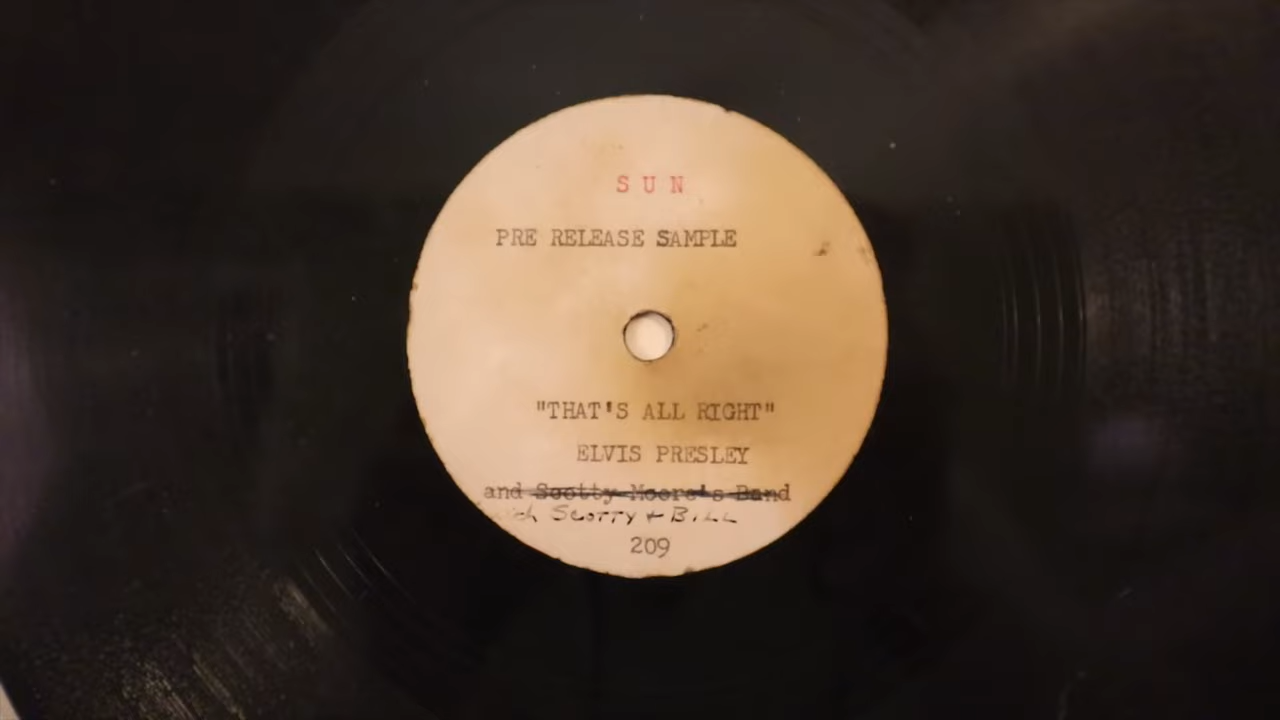 SUN
PRE RELEASE SAMPLE
"THAT'S ALL RIGHT"
ELVIS PRESLEY
and Scotty Moore's Band
SCOTTY + BILL
209